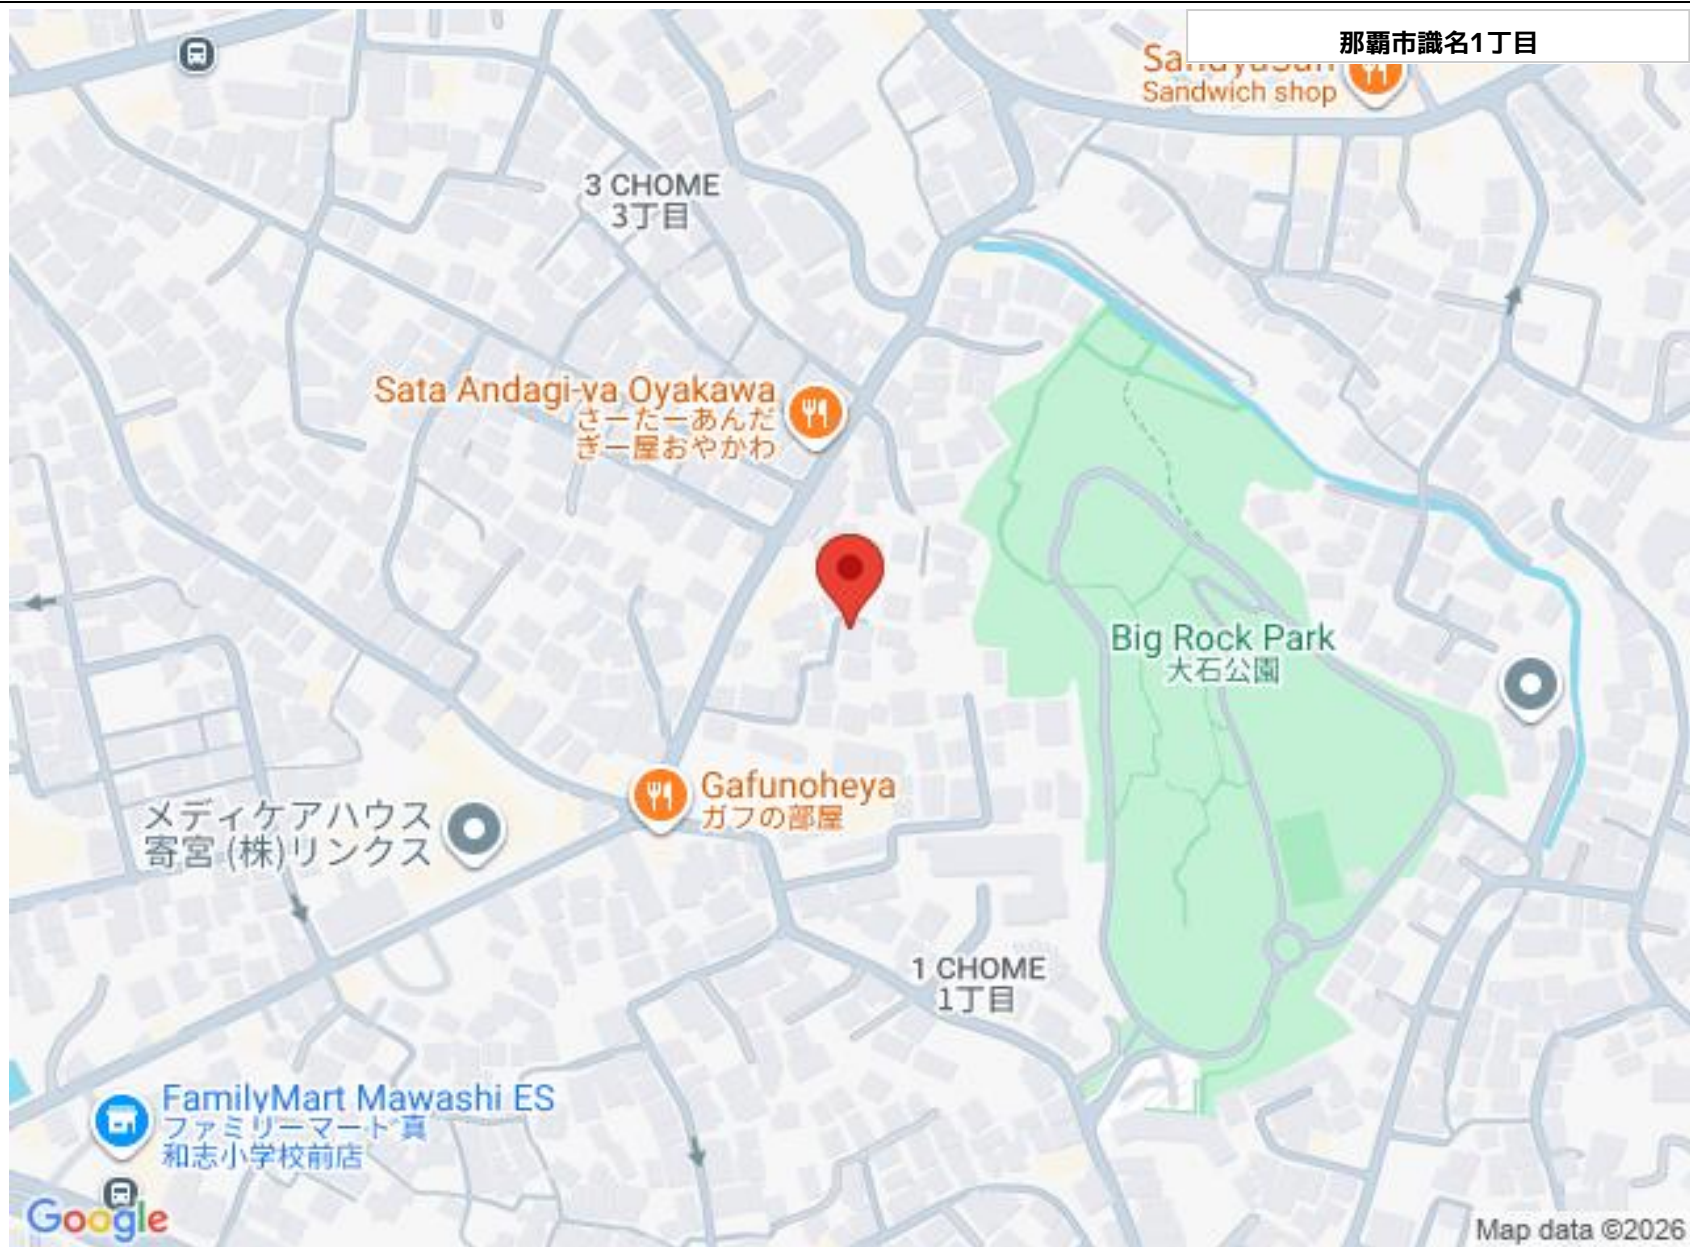 那覇市識名1丁目
Sandwich shop
3 CHOME
3丁目
Sata Andagi-ya Oyakawa
さーたーあんだ
ぎー屋おやかわ
Big Rock Park
大石公園
Gafunoheya
ガフの部屋
メディケアハウス
寄宮 (株)リンクス
1 CHOME
1丁目
FamilyMart Mawashi ES
ファミリーマート 真
和志小学校前店
Google
Map data ©2026